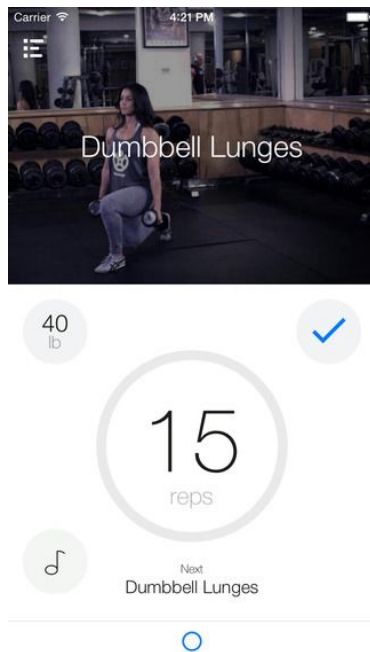 Carrier 4:21 PM
Dumbbell Lunges
40
lb
15
reps
Next
Dumbbell Lunges